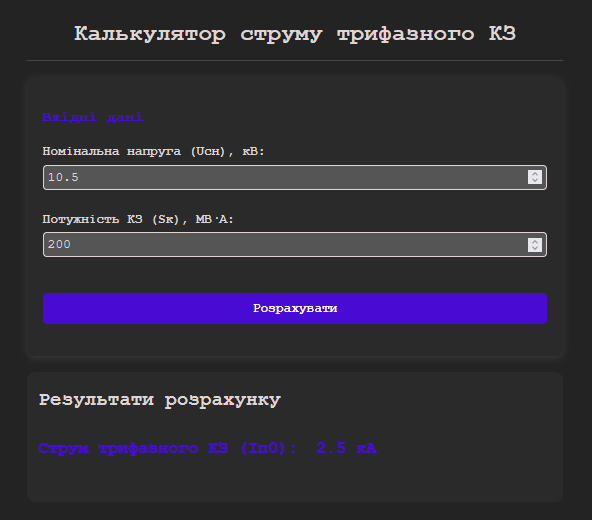 Калькулятор струму трифазного КЗ
Вхідні дані
Номінальна напруга (Uсн), кВ:
10.5
Потужність КЗ (Sк), МВ·А:
200
Розрахувати
Результати розрахунку
Струм трифазного КЗ (Iп0): 2.5 кА